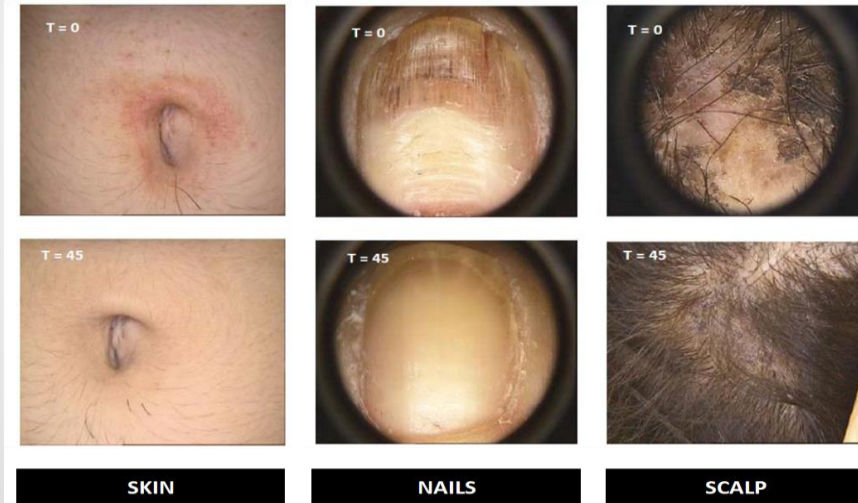 T = 0
T = 0
T = 0
T = 45
T = 45
T = 45
SKIN
NAILS
SCALP